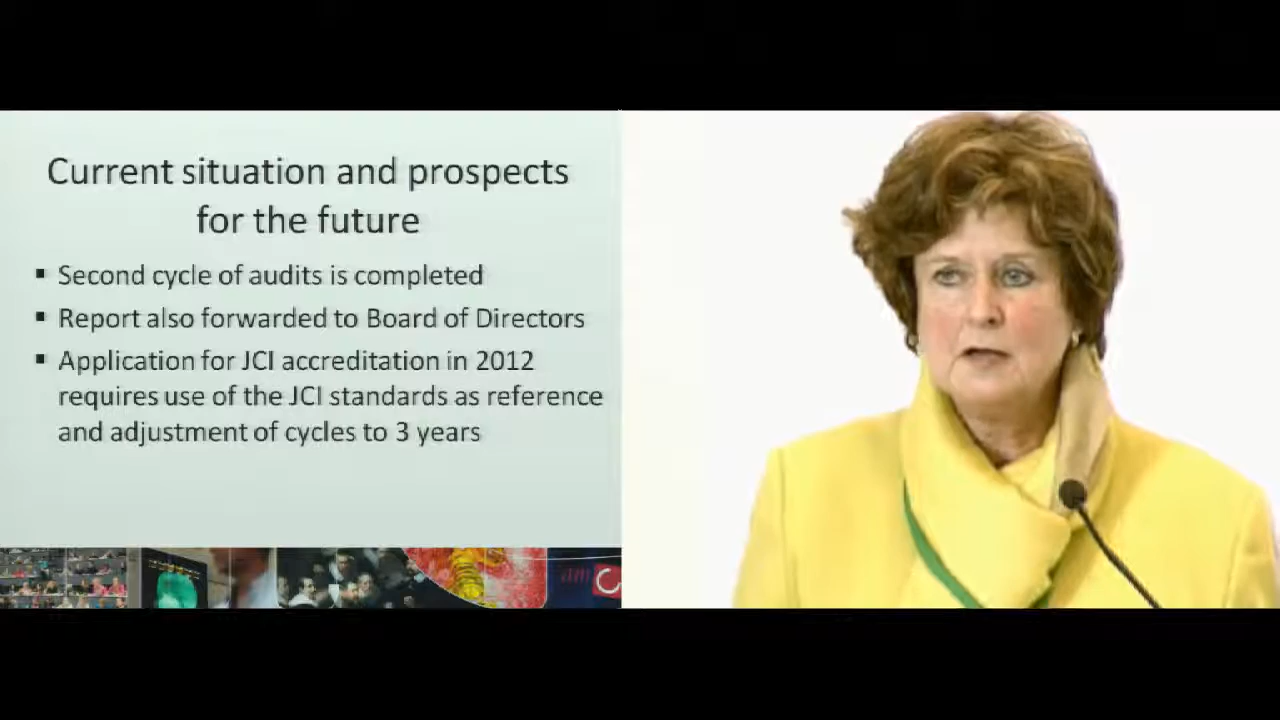 Current situation and prospects
for the future
▪ Second cycle of audits is completed
▪ Report also forwarded to Board of Directors
▪ Application for JCI accreditation in 2012
requires use of the JCI standards as reference
and adjustment of cycles to 3 years